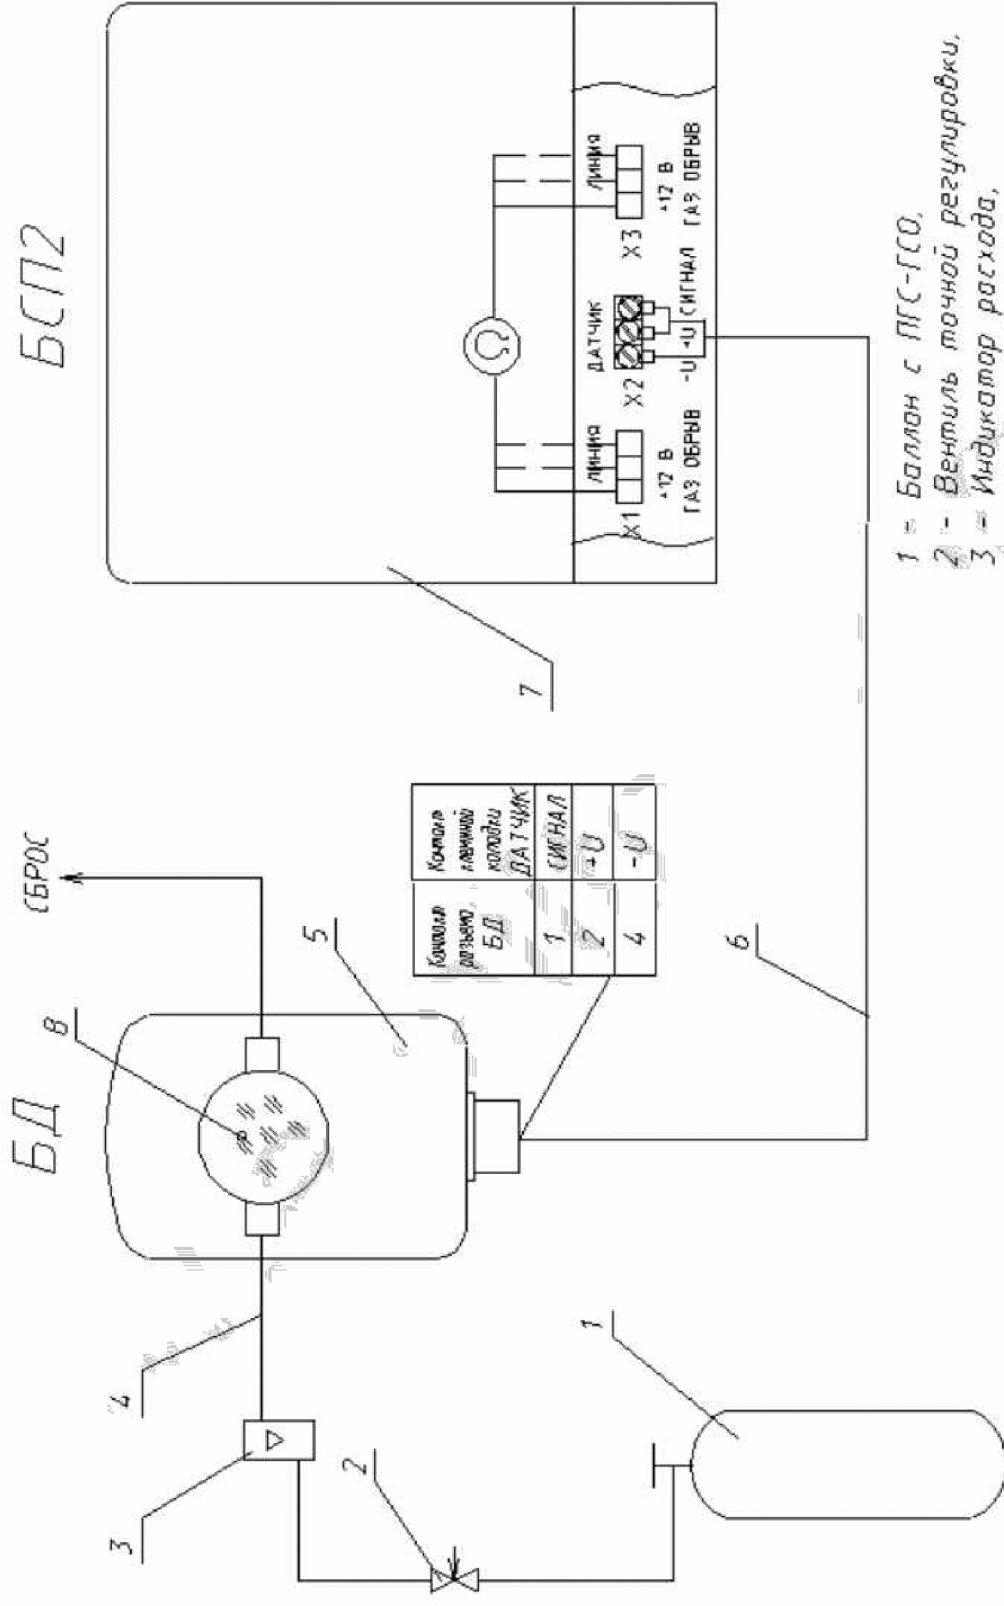 БД
БСП2
СБРОС
8
5
4
3
2
1
6
7
Контакт разъема БД
Контакт клеммной колодки ДАТЧИК
1 СИГНАЛ
2 +U
4 -U
ЛИНИЯ
ДАТЧИК
ЛИНИЯ
X1
X2
X3
+12 В
ГАЗ ОБРЫВ
-U +U СИГНАЛ
+12 В
ГАЗ ОБРЫВ
Ω
1 - Баллон с ПГС-ГСО,
2 - Вентиль точной регулировки,
3 - Индикатор расхода,